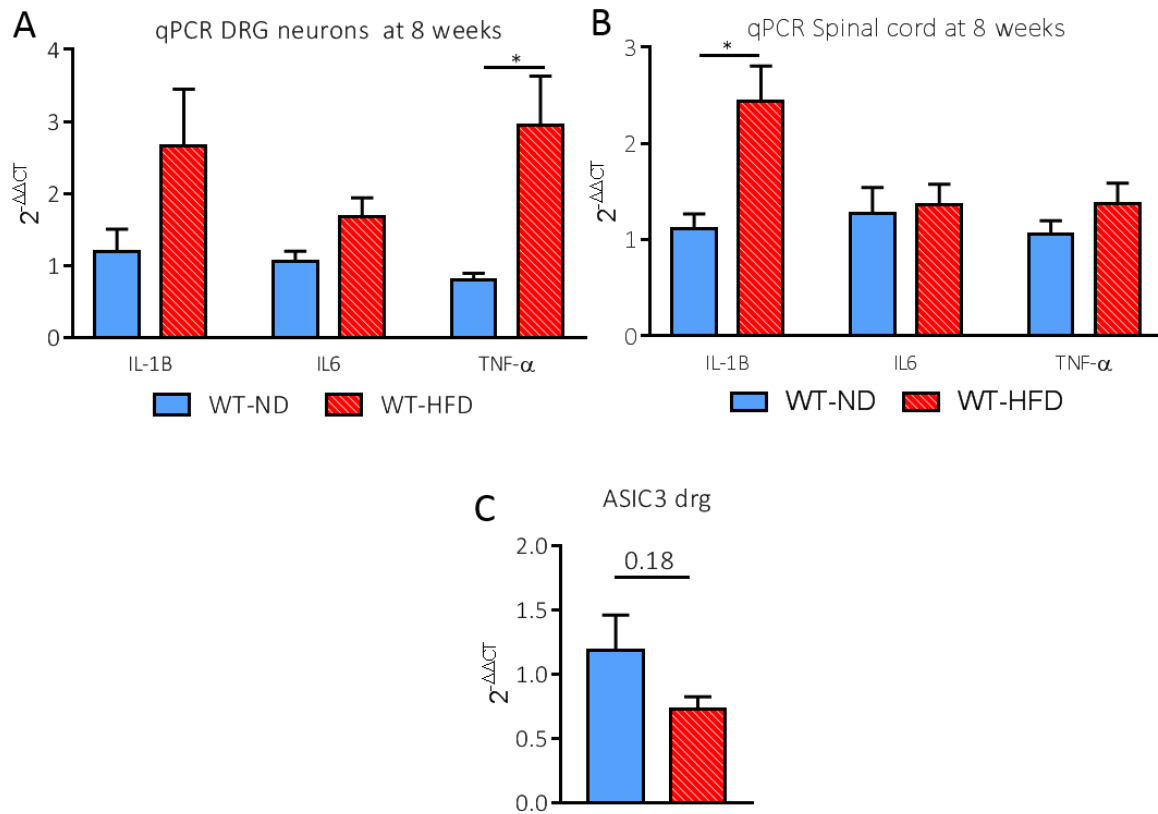 A
qPCR DRG neurons at 8 weeks
4
3
2
1
0
2^-ΔΔCT
*
IL-1B
IL6
TNF-α
WT-ND
WT-HFD
B
qPCR Spinal cord at 8 weeks
3
2
1
0
2^-ΔΔCT
*
IL-1B
IL6
TNF-α
WT-ND
WT-HFD
C
ASIC3 drg
2.0
1.5
1.0
0.5
0.0
2^-ΔΔCT
0.18